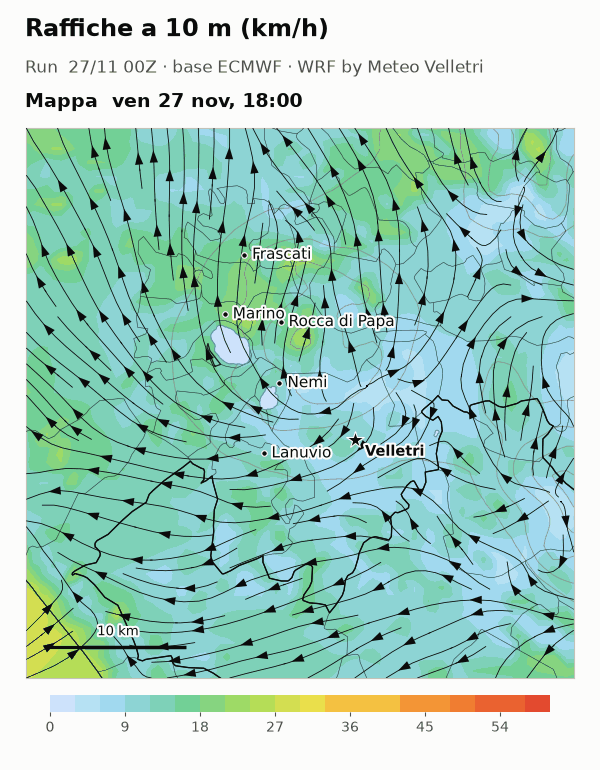 Raffiche a 10 m (km/h)
Run  27/11 00Z · base ECMWF · WRF by Meteo Velletri
Mappa  ven 27 nov, 18:00
Frascati
Marino
Rocca di Papa
Nemi
Velletri
Lanuvio
10 km
0 9 18 27 36 45 54